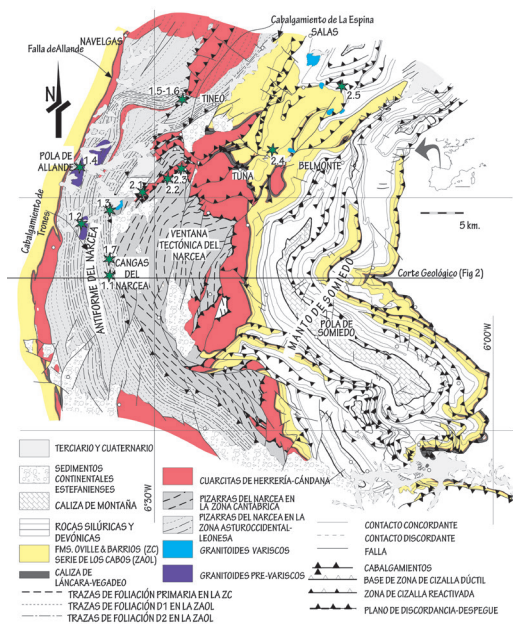 Cabalgamiento de La Espina
NAVELGAS
SALAS
Falla de Allande
N
1.5-1.6
TINEO
2.5
POLA DE
ALLANDE
1.4
2.4
BELMONTE
TUÑA
2.1
2.3
2.2
1.3
1.2
Cabalgamiento de
Trones
5 km.
VENTANA
TECTÓNICA DEL
NARCEA
ANTIFORME DEL NARCEA
1.7
CANGAS
DEL
NARCEA
1.1
Corte Geológico (Fig 2)
MANTO DE SOMIEDO
POLA DE
SOMIEDO
6º00'W
6º30'W
TERCIARIO Y CUATERNARIO
SEDIMENTOS
CONTINENTALES
ESTEFANIENSES
CALIZA DE MONTAÑA
ROCAS SILÚRICAS Y
DEVÓNICAS
FMS. OVILLE & BARRIOS (ZC)
SERIE DE LOS CABOS (ZAOL)
CALIZA DE
LÁNCARA-VEGADEO
TRAZAS DE FOLIACIÓN PRIMARIA EN LA ZC
TRAZAS DE FOLIACIÓN D1 EN LA ZAOL
TRAZAS DE FOLIACIÓN D2 EN LA ZAOL
CUARCITAS DE HERRERÍA-CÁNDANA
PIZARRAS DEL NARCEA EN
LA ZONA CANTÁBRICA
PIZARRAS DEL NARCEA EN LA
ZONA ASTUROCCIDENTAL-
LEONESA
GRANITOIDES VARISCOS
GRANITOIDES PRE-VARISCOS
CONTACTO CONCORDANTE
CONTACTO DISCORDANTE
FALLA
CABALGAMIENTOS
BASE DE ZONA DE CIZALLA DÚCTIL
ZONA DE CIZALLA REACTIVADA
PLANO DE DISCORDANCIA-DESPEGUE